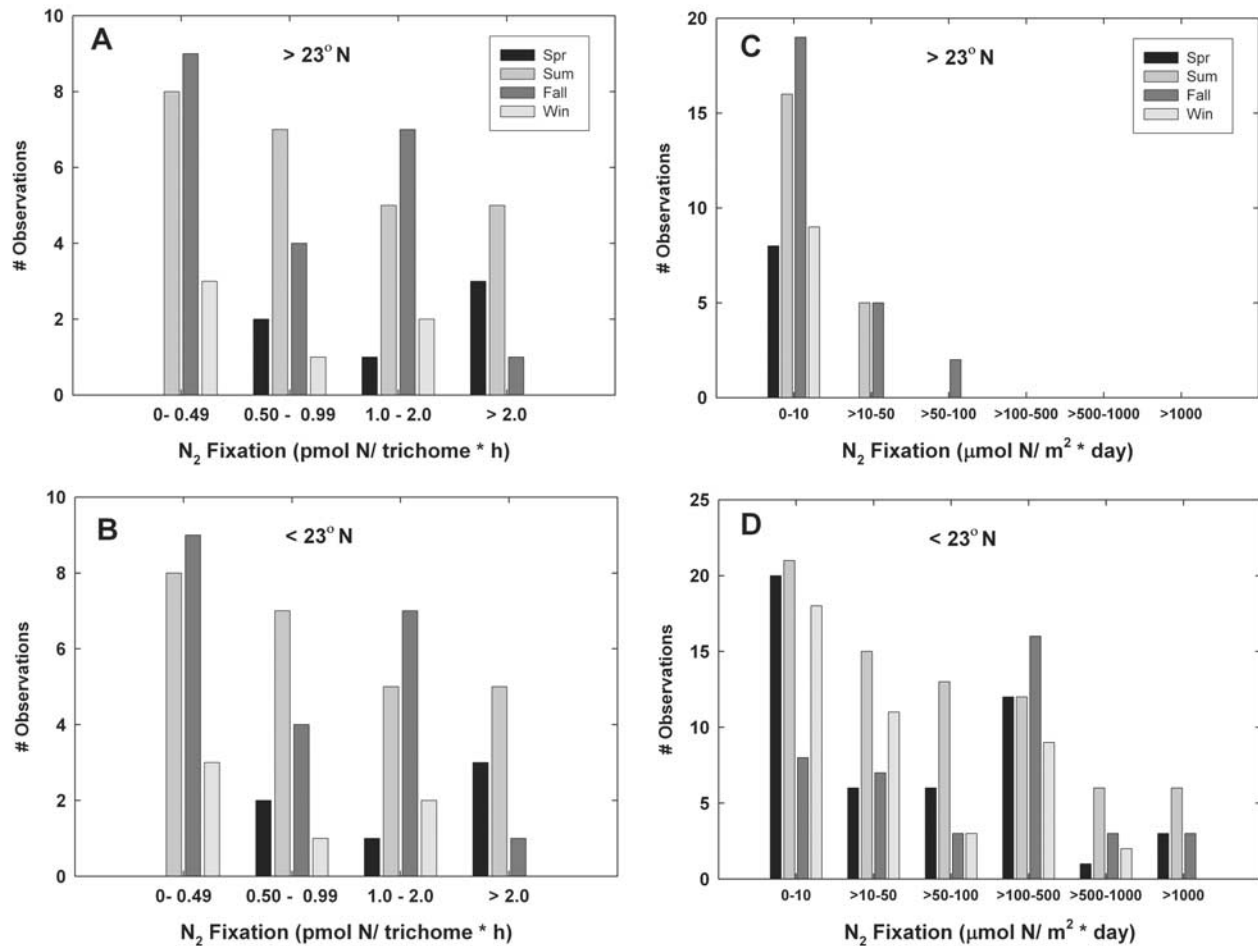 A
> 23° N
Spr
Sum
Fall
Win
10
8
6
4
2
0
# Observations
0- 0.49 0.50 - 0.99 1.0 - 2.0 > 2.0
N₂ Fixation (pmol N/ trichome * h)
C
> 23° N
Spr
Sum
Fall
Win
20
15
10
5
0
# Observations
0-10 >10-50 >50-100 >100-500 >500-1000 >1000
N₂ Fixation (μmol N/ m² * day)
B
< 23° N
10
8
6
4
2
0
# Observations
0- 0.49 0.50 - 0.99 1.0 - 2.0 > 2.0
N₂ Fixation (pmol N/ trichome * h)
D
< 23° N
25
20
15
10
5
0
# Observations
0-10 >10-50 >50-100 >100-500 >500-1000 >1000
N₂ Fixation (μmol N/ m² * day)